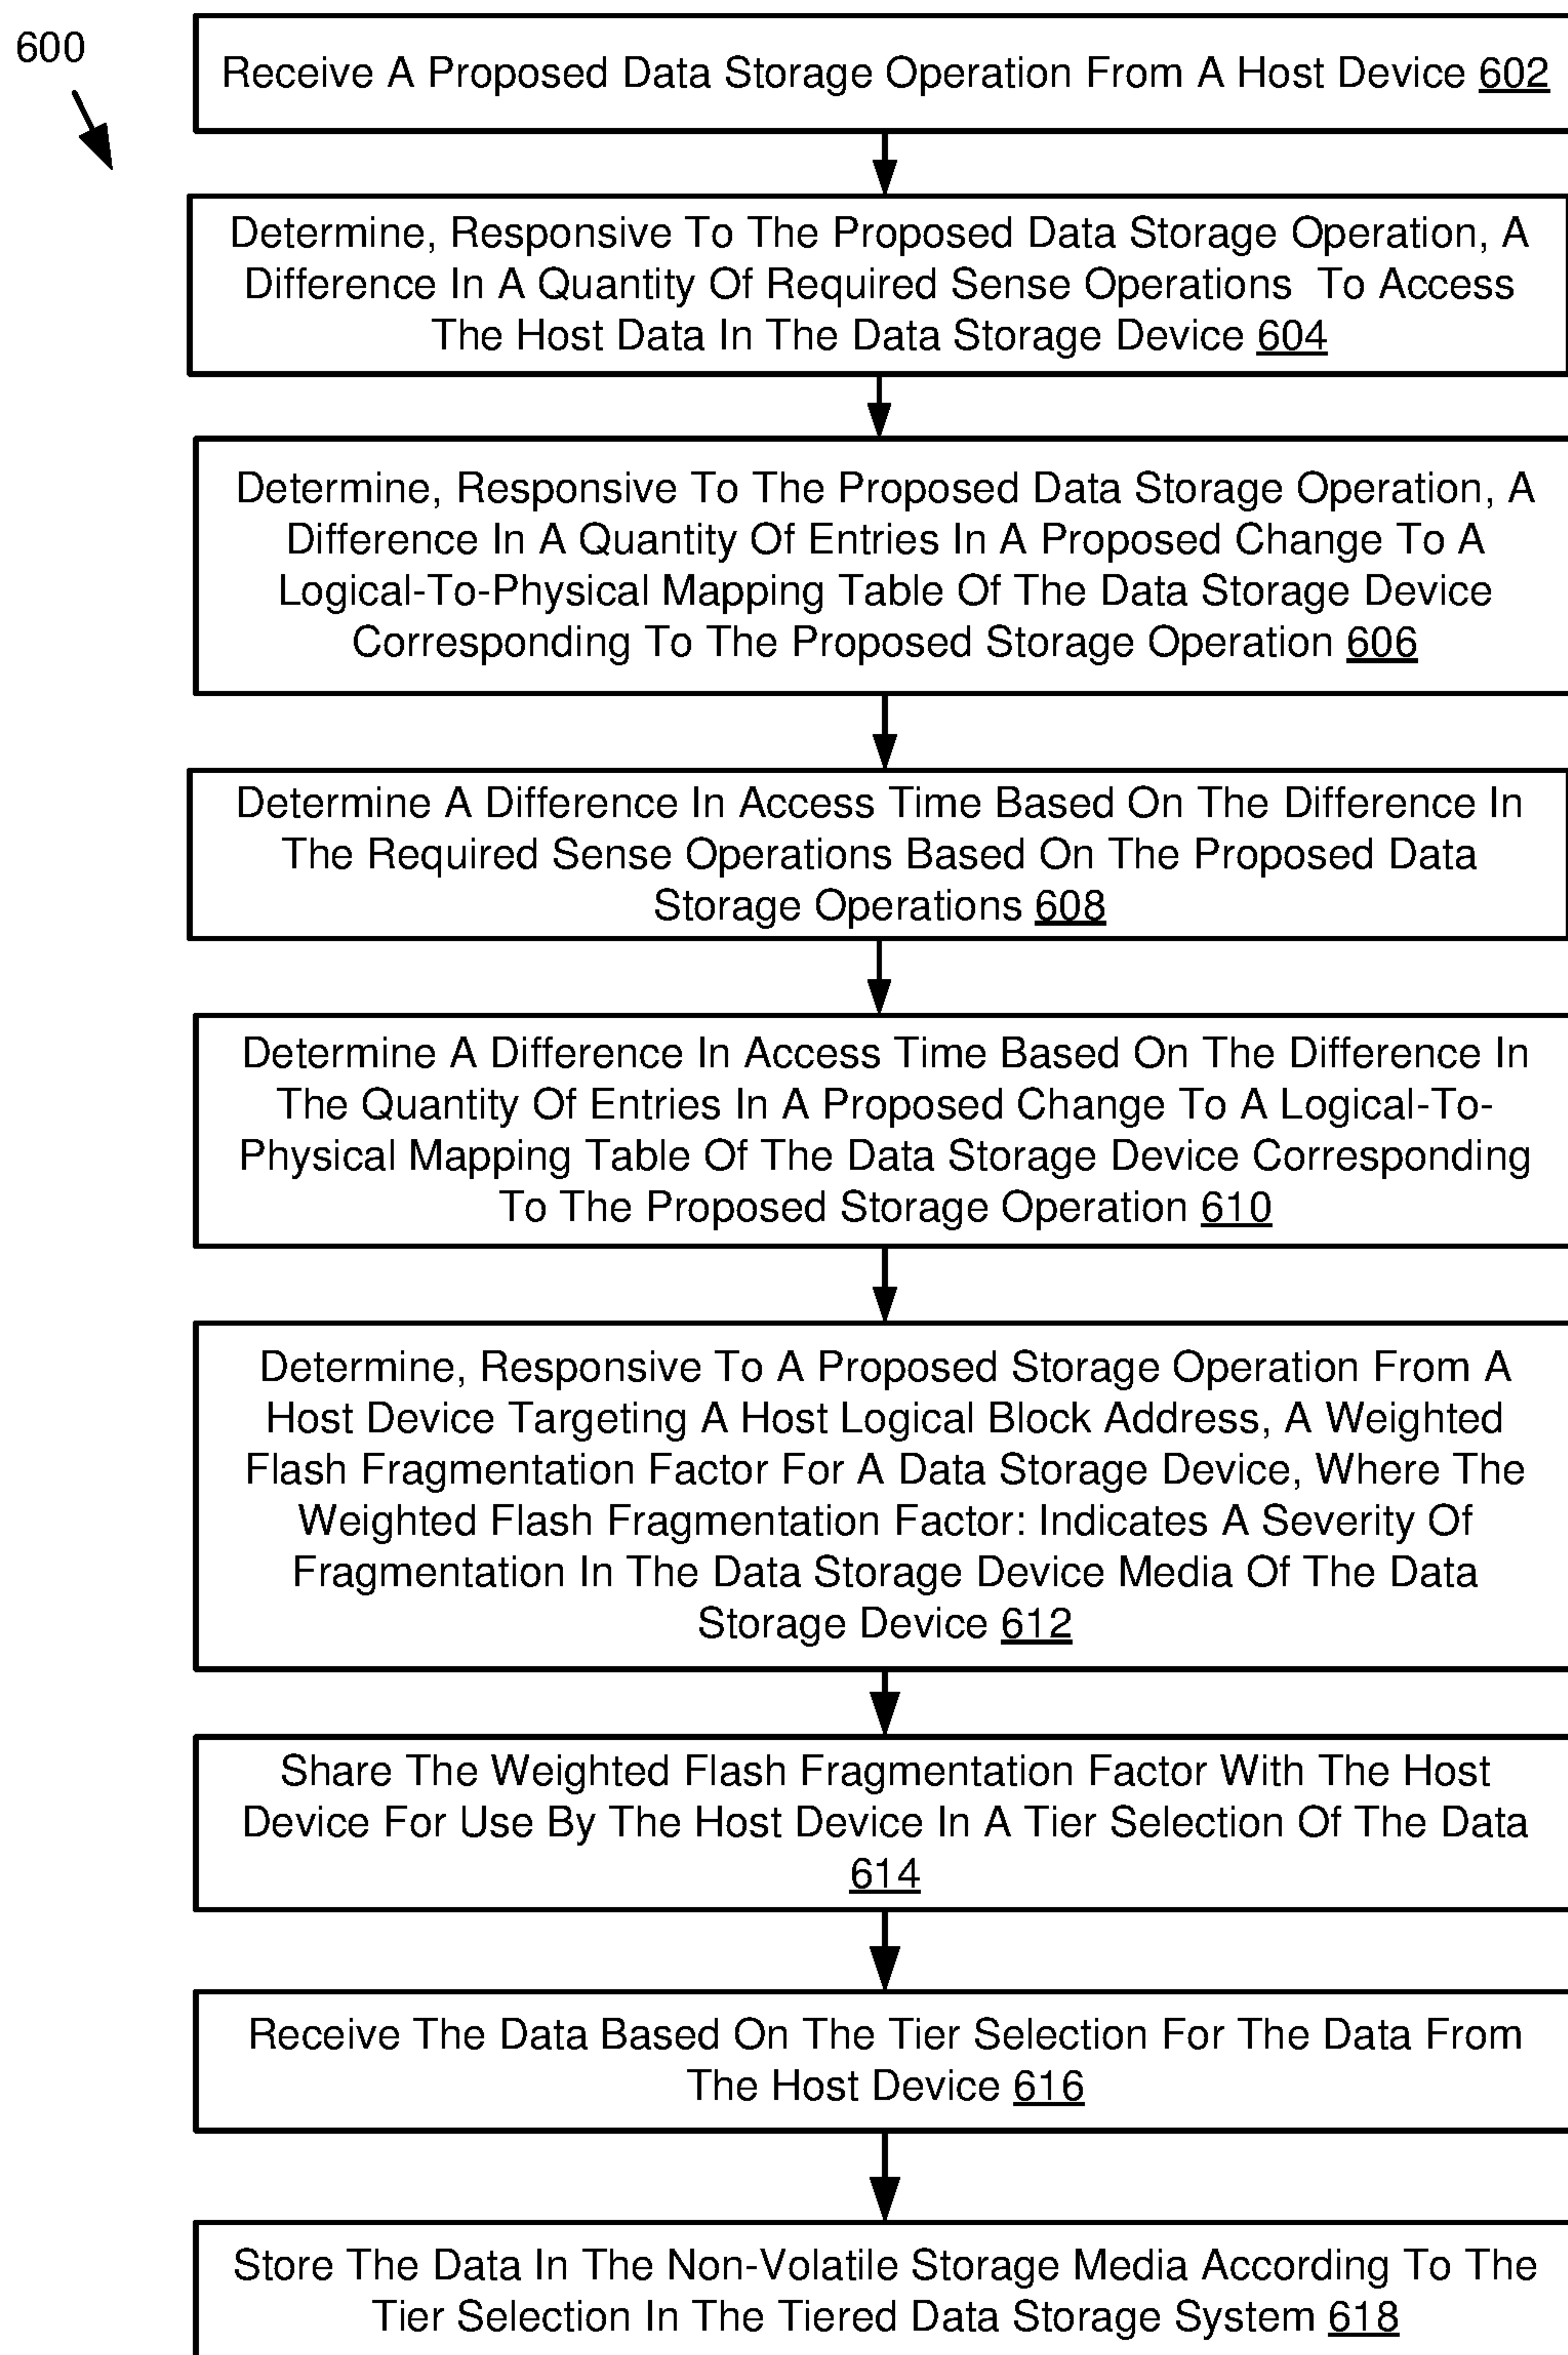 600
Receive A Proposed Data Storage Operation From A Host Device 602
Determine, Responsive To The Proposed Data Storage Operation, A
Difference In A Quantity Of Required Sense Operations To Access
The Host Data In The Data Storage Device 604
Determine, Responsive To The Proposed Data Storage Operation, A
Difference In A Quantity Of Entries In A Proposed Change To A
Logical-To-Physical Mapping Table Of The Data Storage Device
Corresponding To The Proposed Storage Operation 606
Determine A Difference In Access Time Based On The Difference In
The Required Sense Operations Based On The Proposed Data
Storage Operations 608
Determine A Difference In Access Time Based On The Difference In
The Quantity Of Entries In A Proposed Change To A Logical-To-
Physical Mapping Table Of The Data Storage Device Corresponding
To The Proposed Storage Operation 610
Determine, Responsive To A Proposed Storage Operation From A
Host Device Targeting A Host Logical Block Address, A Weighted
Flash Fragmentation Factor For A Data Storage Device, Where The
Weighted Flash Fragmentation Factor: Indicates A Severity Of
Fragmentation In The Data Storage Device Media Of The Data
Storage Device 612
Share The Weighted Flash Fragmentation Factor With The Host
Device For Use By The Host Device In A Tier Selection Of The Data
614
Receive The Data Based On The Tier Selection For The Data From
The Host Device 616
Store The Data In The Non-Volatile Storage Media According To The
Tier Selection In The Tiered Data Storage System 618